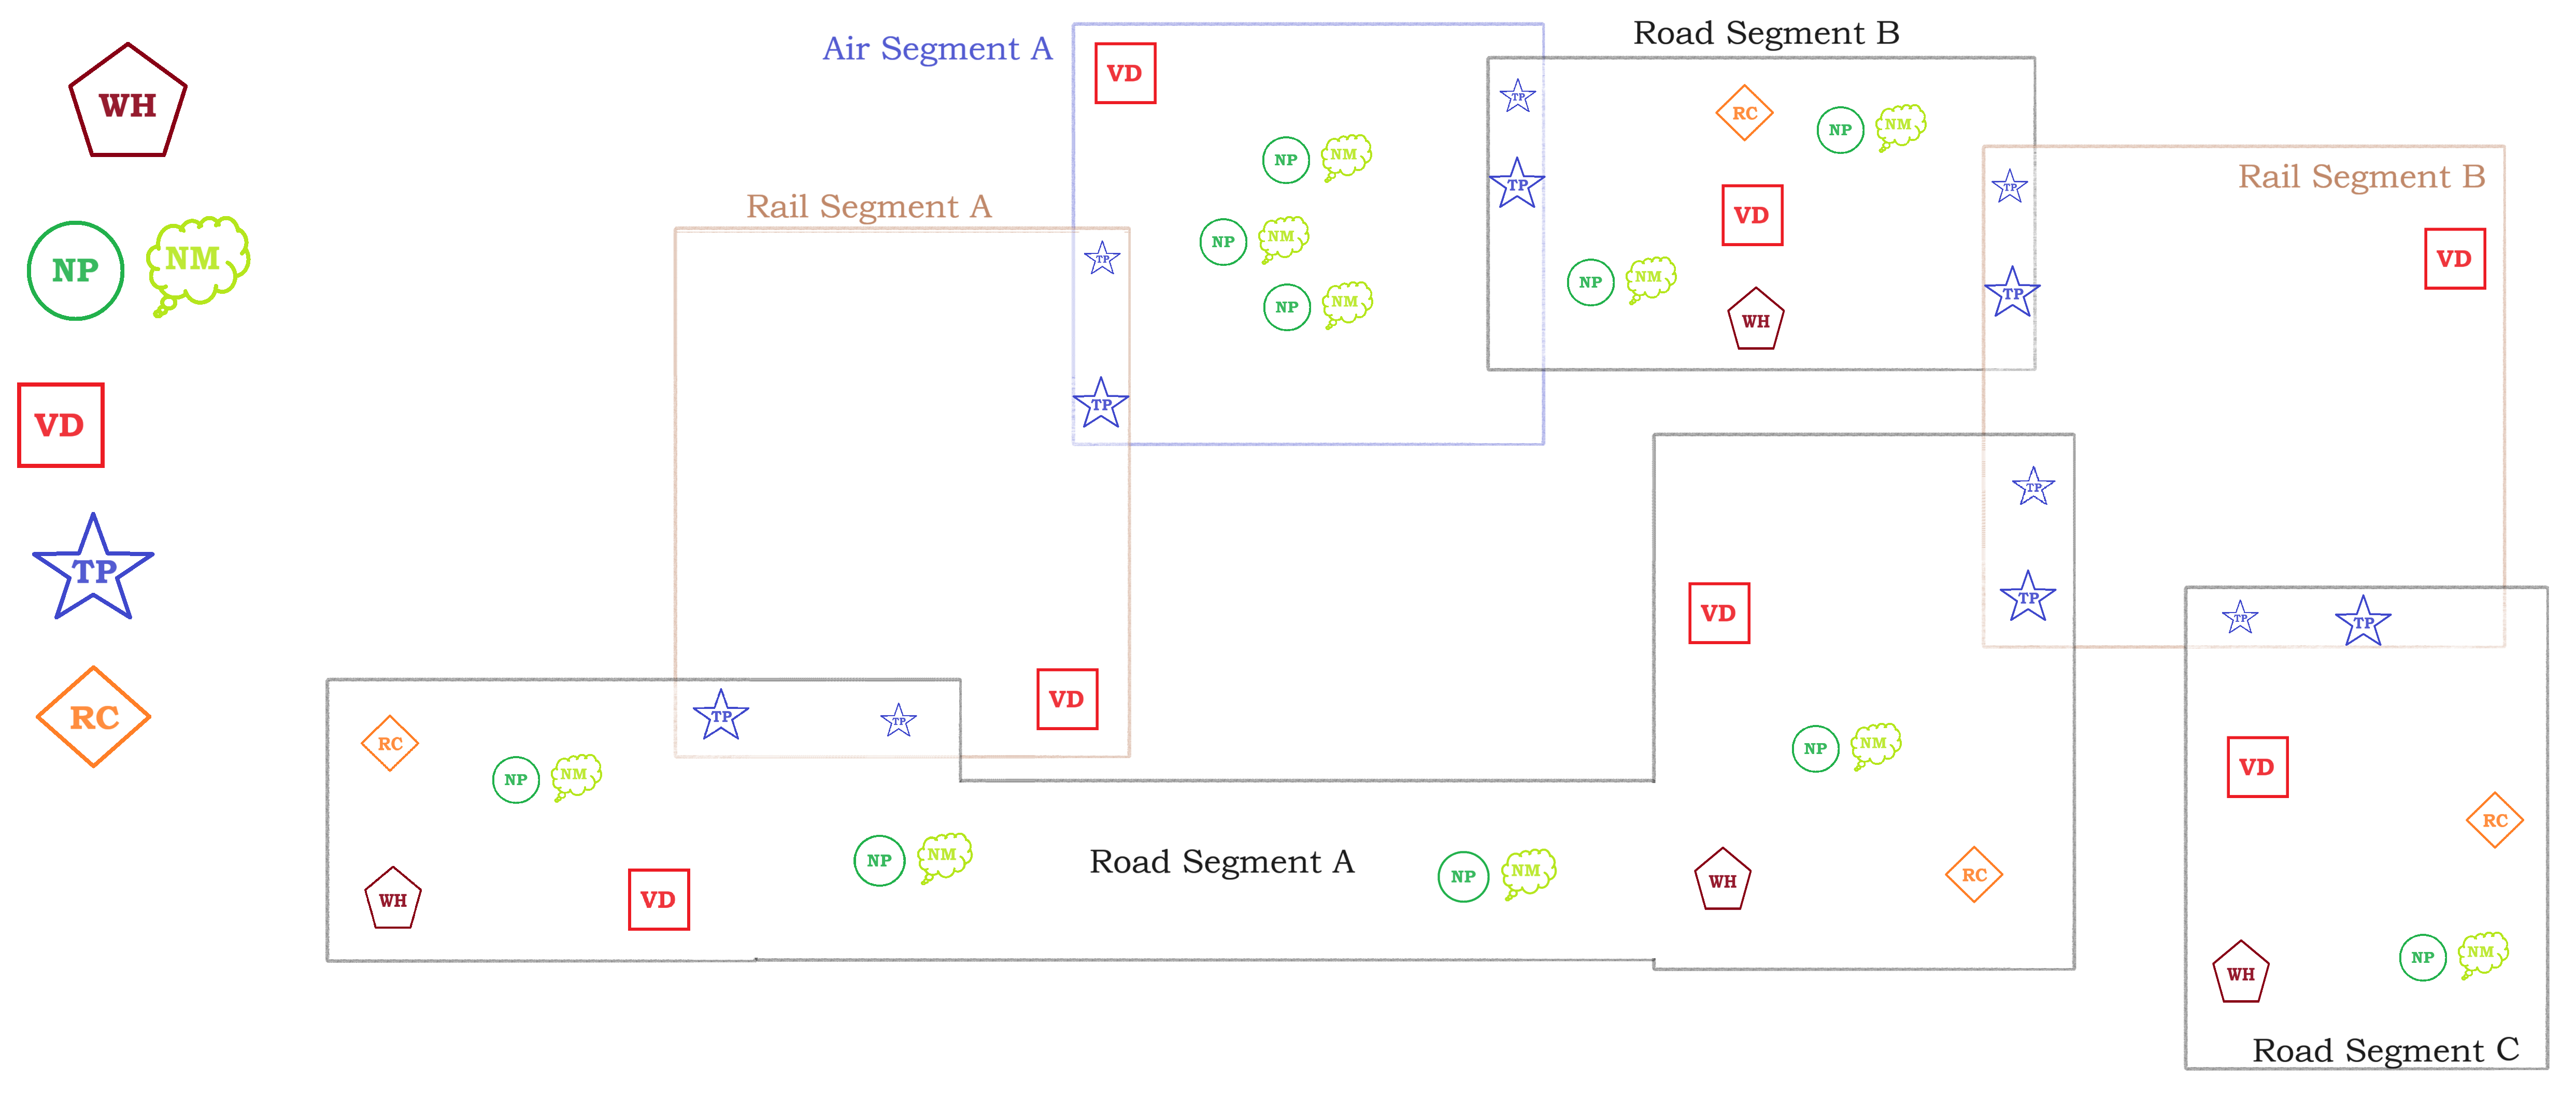 WH
NP
NM
VD
TP
RC
Air Segment A
VD
NP
NM
NP
NM
NP
NM
Road Segment B
TP
TP
RC
NP
NM
VD
NP
NM
WH
Rail Segment B
TP
TP
VD
Rail Segment A
TP
TP
VD
TP
TP
RC
NP
NM
WH
VD
NP
NM
Road Segment A
NP
NM
TP
TP
VD
NP
NM
WH
RC
TP
TP
VD
RC
NP
NM
WH
Road Segment C